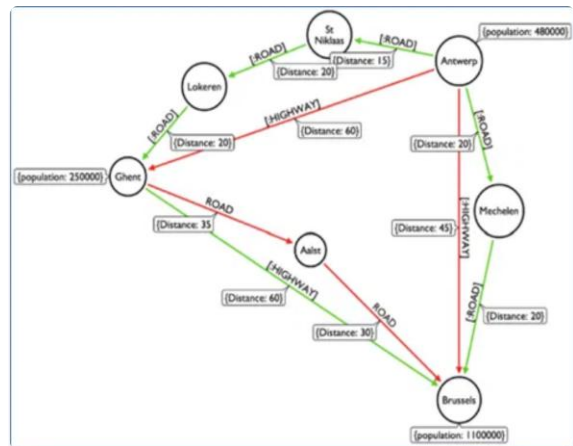 St
Niklaas
[:ROAD]
[:ROAD]
{population: 480000}
Antwerp
{Distance: 15}
{Distance: 20}
Lokeren
[:HIGHWAY]
{Distance: 60}
[:ROAD]
{Distance: 20}
[:ROAD]
{Distance: 20}
{population: 250000}
Ghent
ROAD
{Distance: 35}
[:HIGHWAY]
Mechelen
{Distance: 45}
Aalst
[:HIGHWAY]
{Distance: 60}
ROAD
{Distance: 30}
[:ROAD]
{Distance: 20}
Brussels
{population: 1100000}